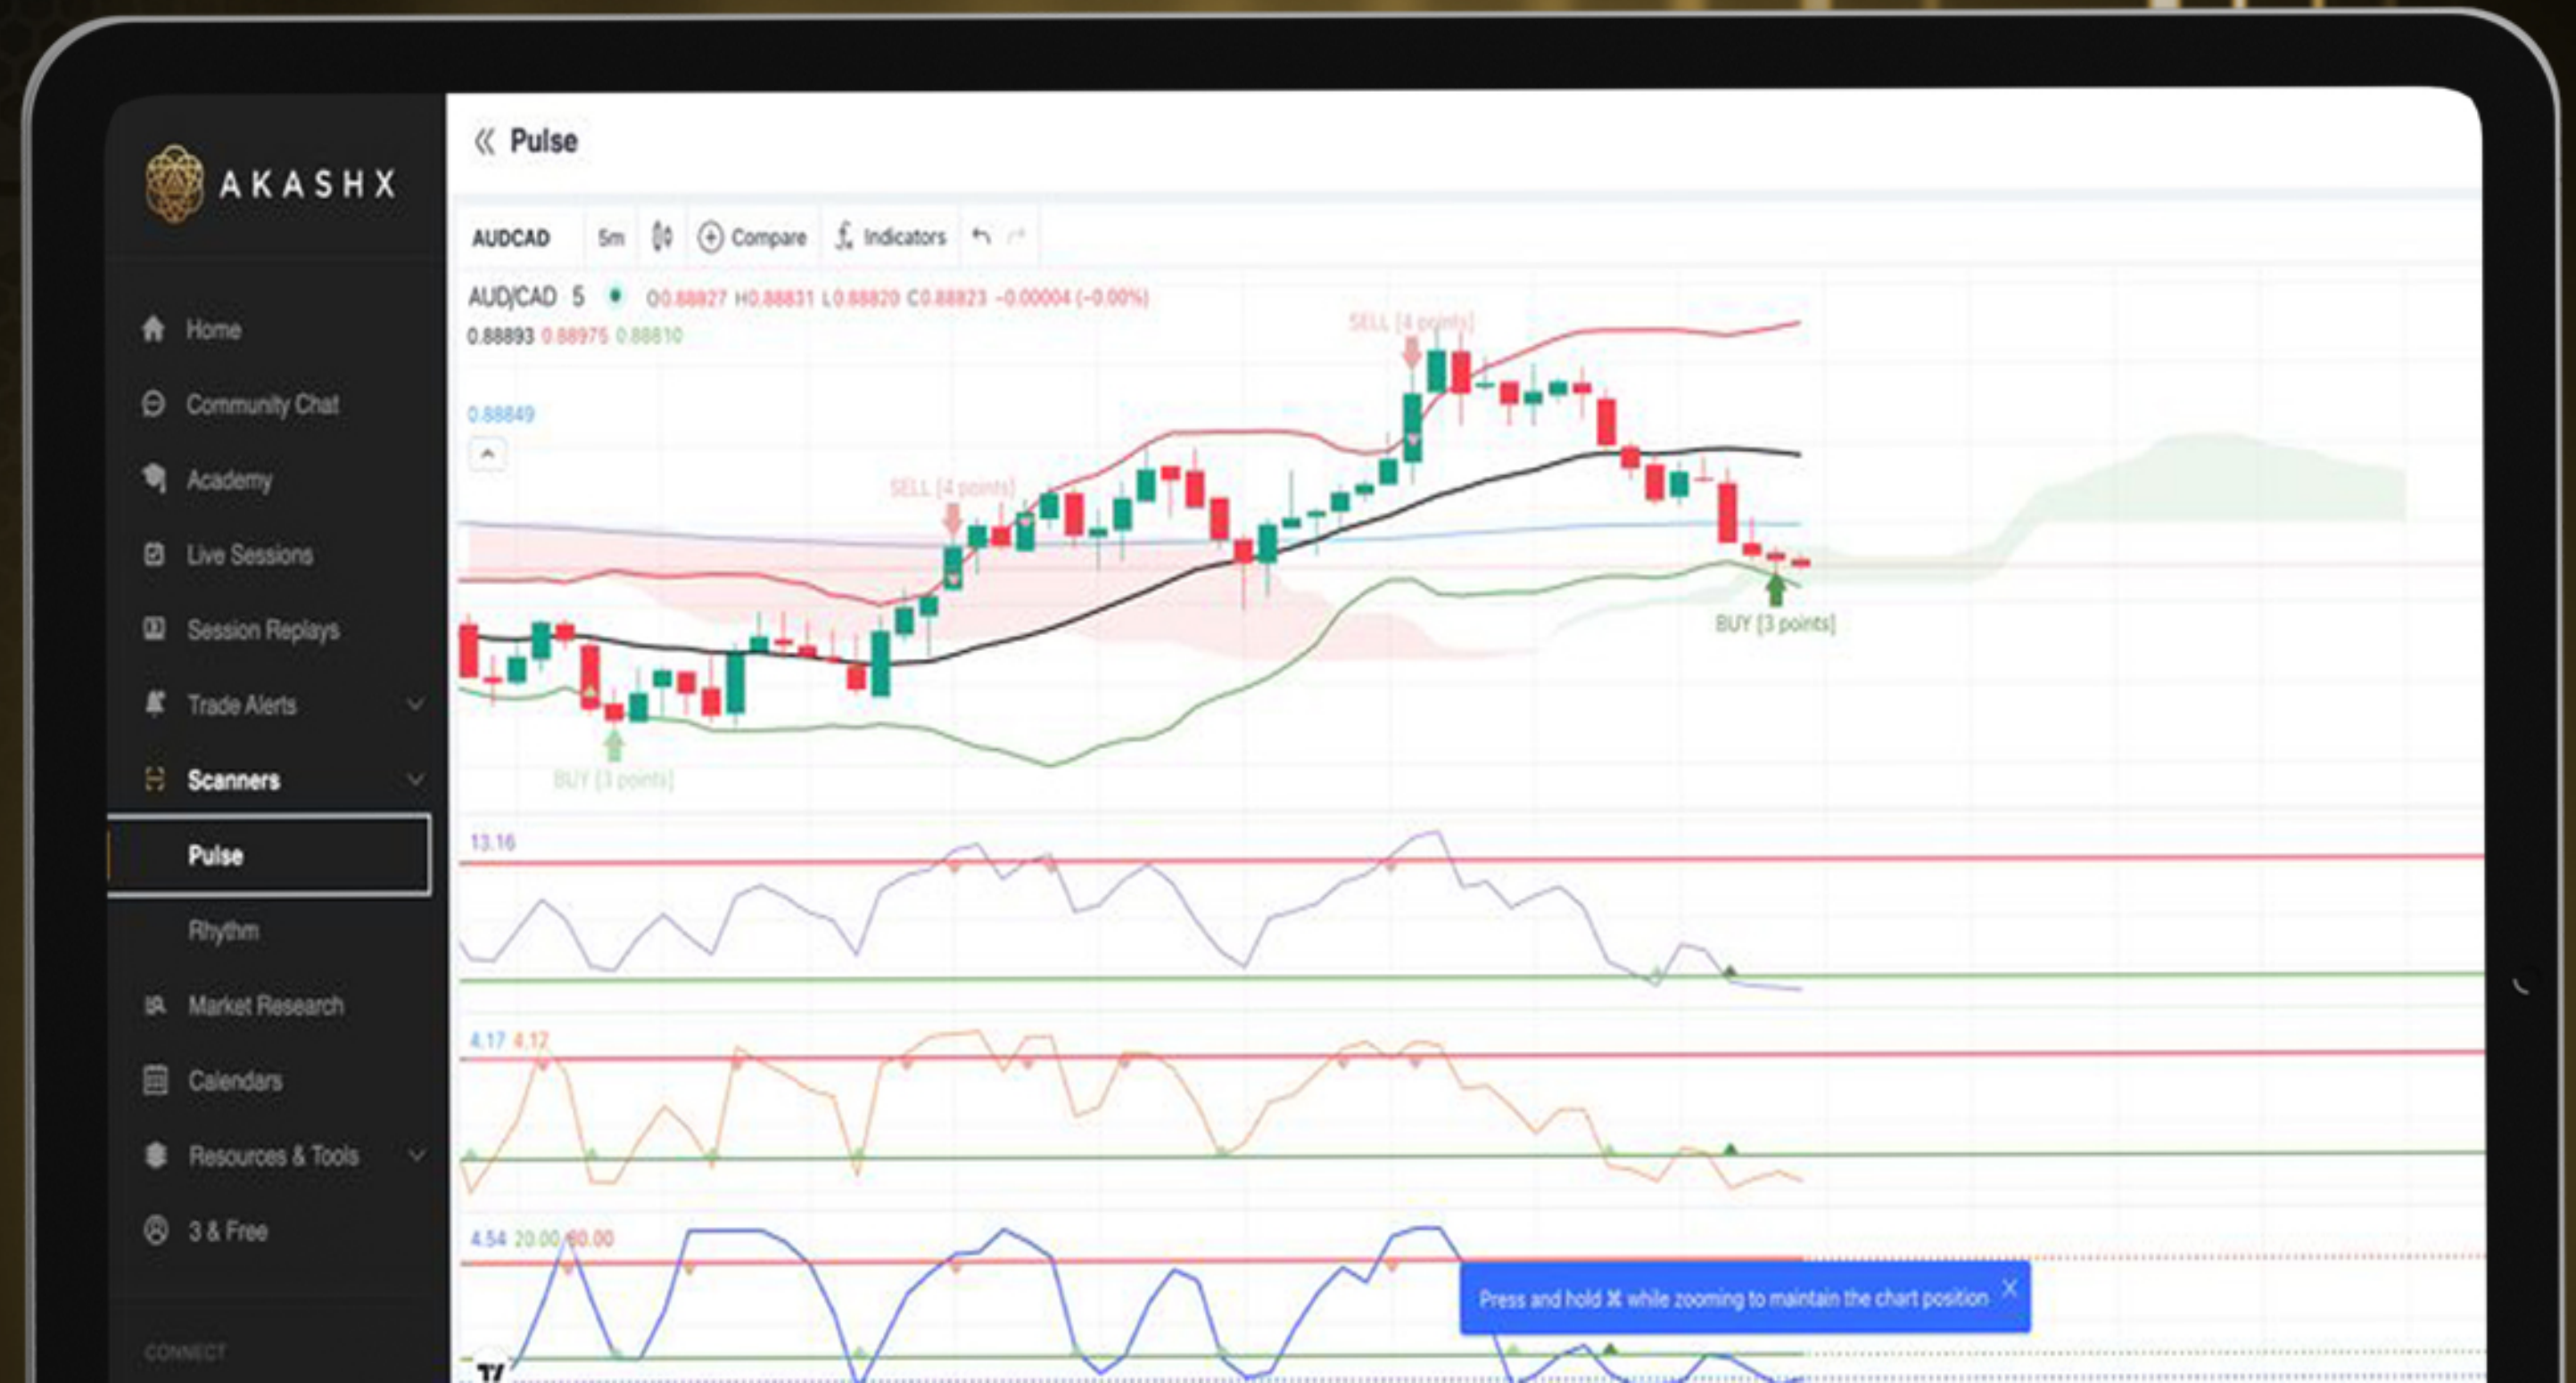 AKASHX
Home
Community Chat
Academy
Live Sessions
Session Replays
Trade Alerts
Scanners
Pulse
Rhythm
Market Research
Calendars
Resources & Tools
3 & Free
CONNECT
Pulse
AUDCAD 5m Compare Indicators
AUD/CAD 5 O0.88827 H0.88831 L0.88820 C0.88823 −0.00004 (−0.00%)
0.88893 0.88975 0.88810
0.88849
SELL [4 points]
SELL [4 points]
BUY [3 points]
BUY [3 points]
13.16
4.17 4.17
4.54 20.00 80.00
Press and hold ⌘ while zooming to maintain the chart position